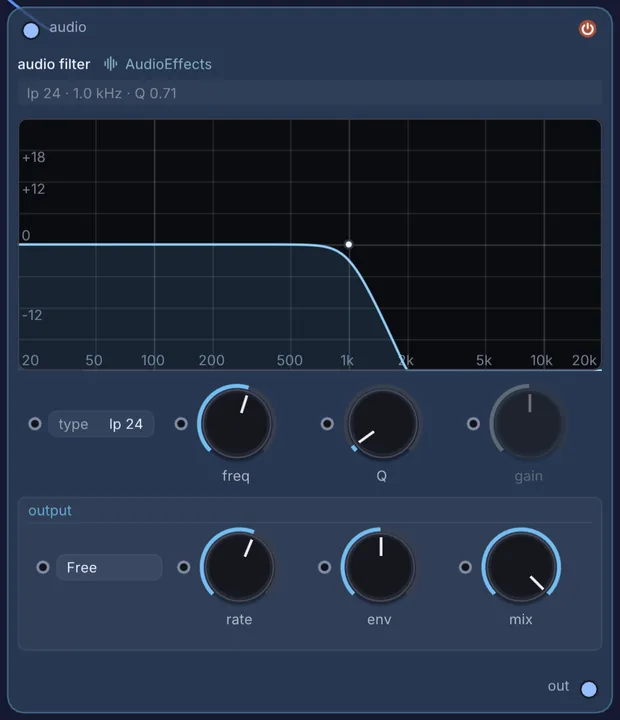 audio
audio filter AudioEffects
lp 24 · 1.0 kHz · Q 0.71
+18
+12
0
-12
20 50 100 200 500 1k 2k 5k 10k 20k
type lp 24
freq Q gain
output
Free
rate env mix
out